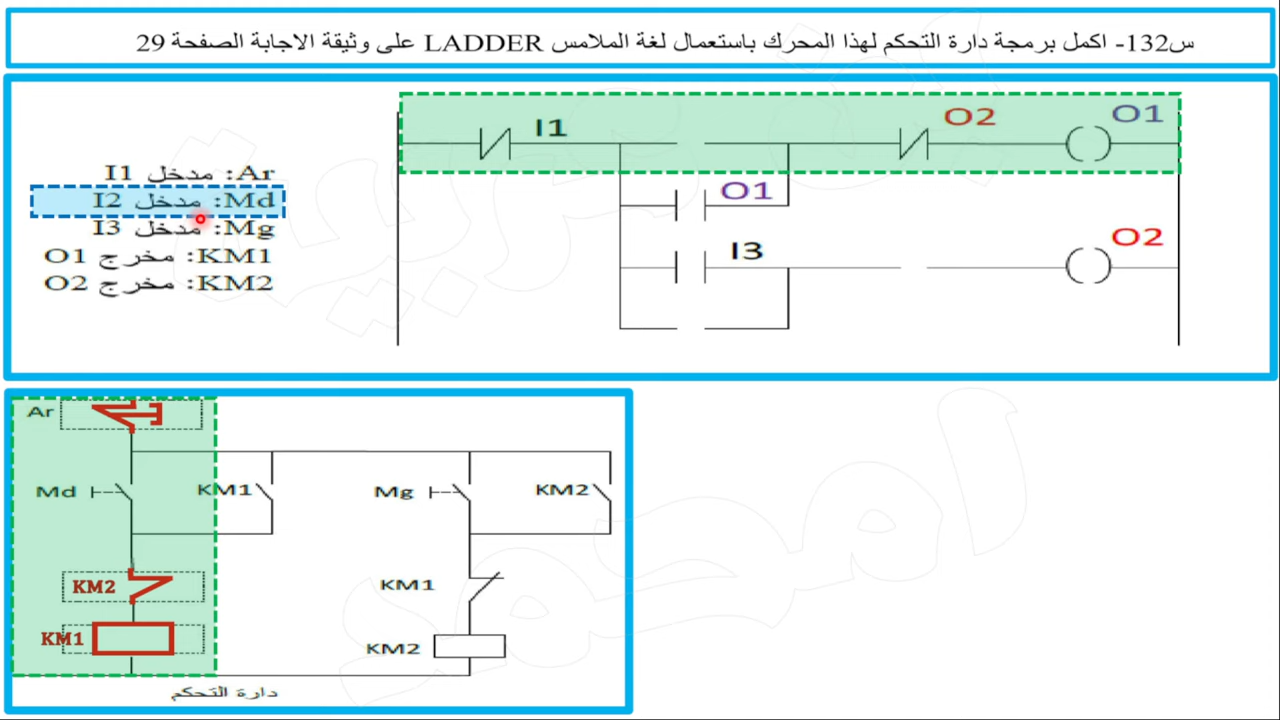 س132- اكمل برمجة دارة التحكم لهذا المحرك باستعمال لغة الملامس LADDER على وثيقة الاجابة الصفحة 29
I1
O2
O1
Ar: مدخل I1
Md: مدخل I2
Mg: مدخل I3
KM1: مخرج O1
KM2: مخرج O2
O1
I3
O2
Ar
Md
KM1
Mg
KM2
KM2
KM1
KM1
KM2
دارة التحكم